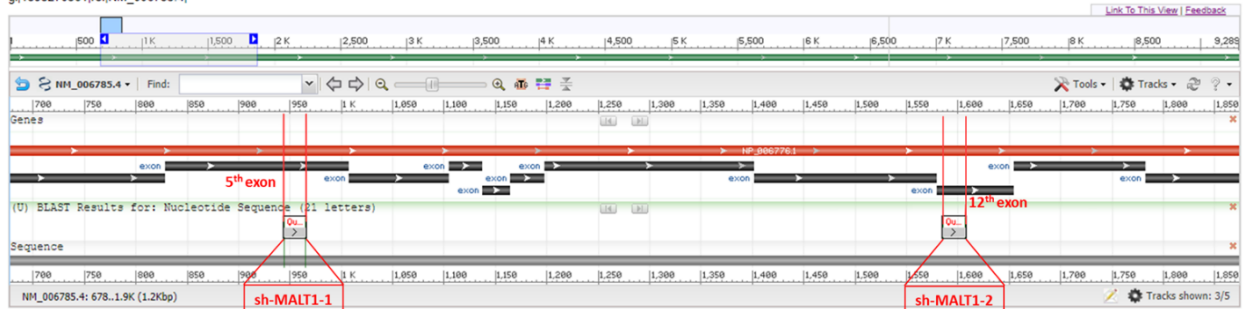 Link To This View | Feedback
500 1K 1,500 2K 2,500 3K 3,500 4K 4,500 5K 5,500 6K 6,500 7K 7,500 8K 8,500 9,289
NM_006785.4 Find: Tools Tracks ?
700 750 800 850 900 950 1K 1,050 1,100 1,150 1,200 1,250 1,300 1,350 1,400 1,450 1,500 1,550 1,600 1,650 1,700 1,750 1,800 1,850
Genes
NP_006776.1
exon exon exon exon exon
5th exon exon exon exon exon
exon exon 12th exon
(U) BLAST Results for: Nucleotide Sequence (21 letters)
Qu... Qu...
Sequence
700 750 800 850 900 950 1K 1,050 1,100 1,150 1,200 1,250 1,300 1,350 1,400 1,450 1,500 1,550 1,600 1,650 1,700 1,750 1,800 1,850
NM_006785.4: 678..1.9K (1.2Kbp) sh-MALT1-1 sh-MALT1-2 Tracks shown: 3/5